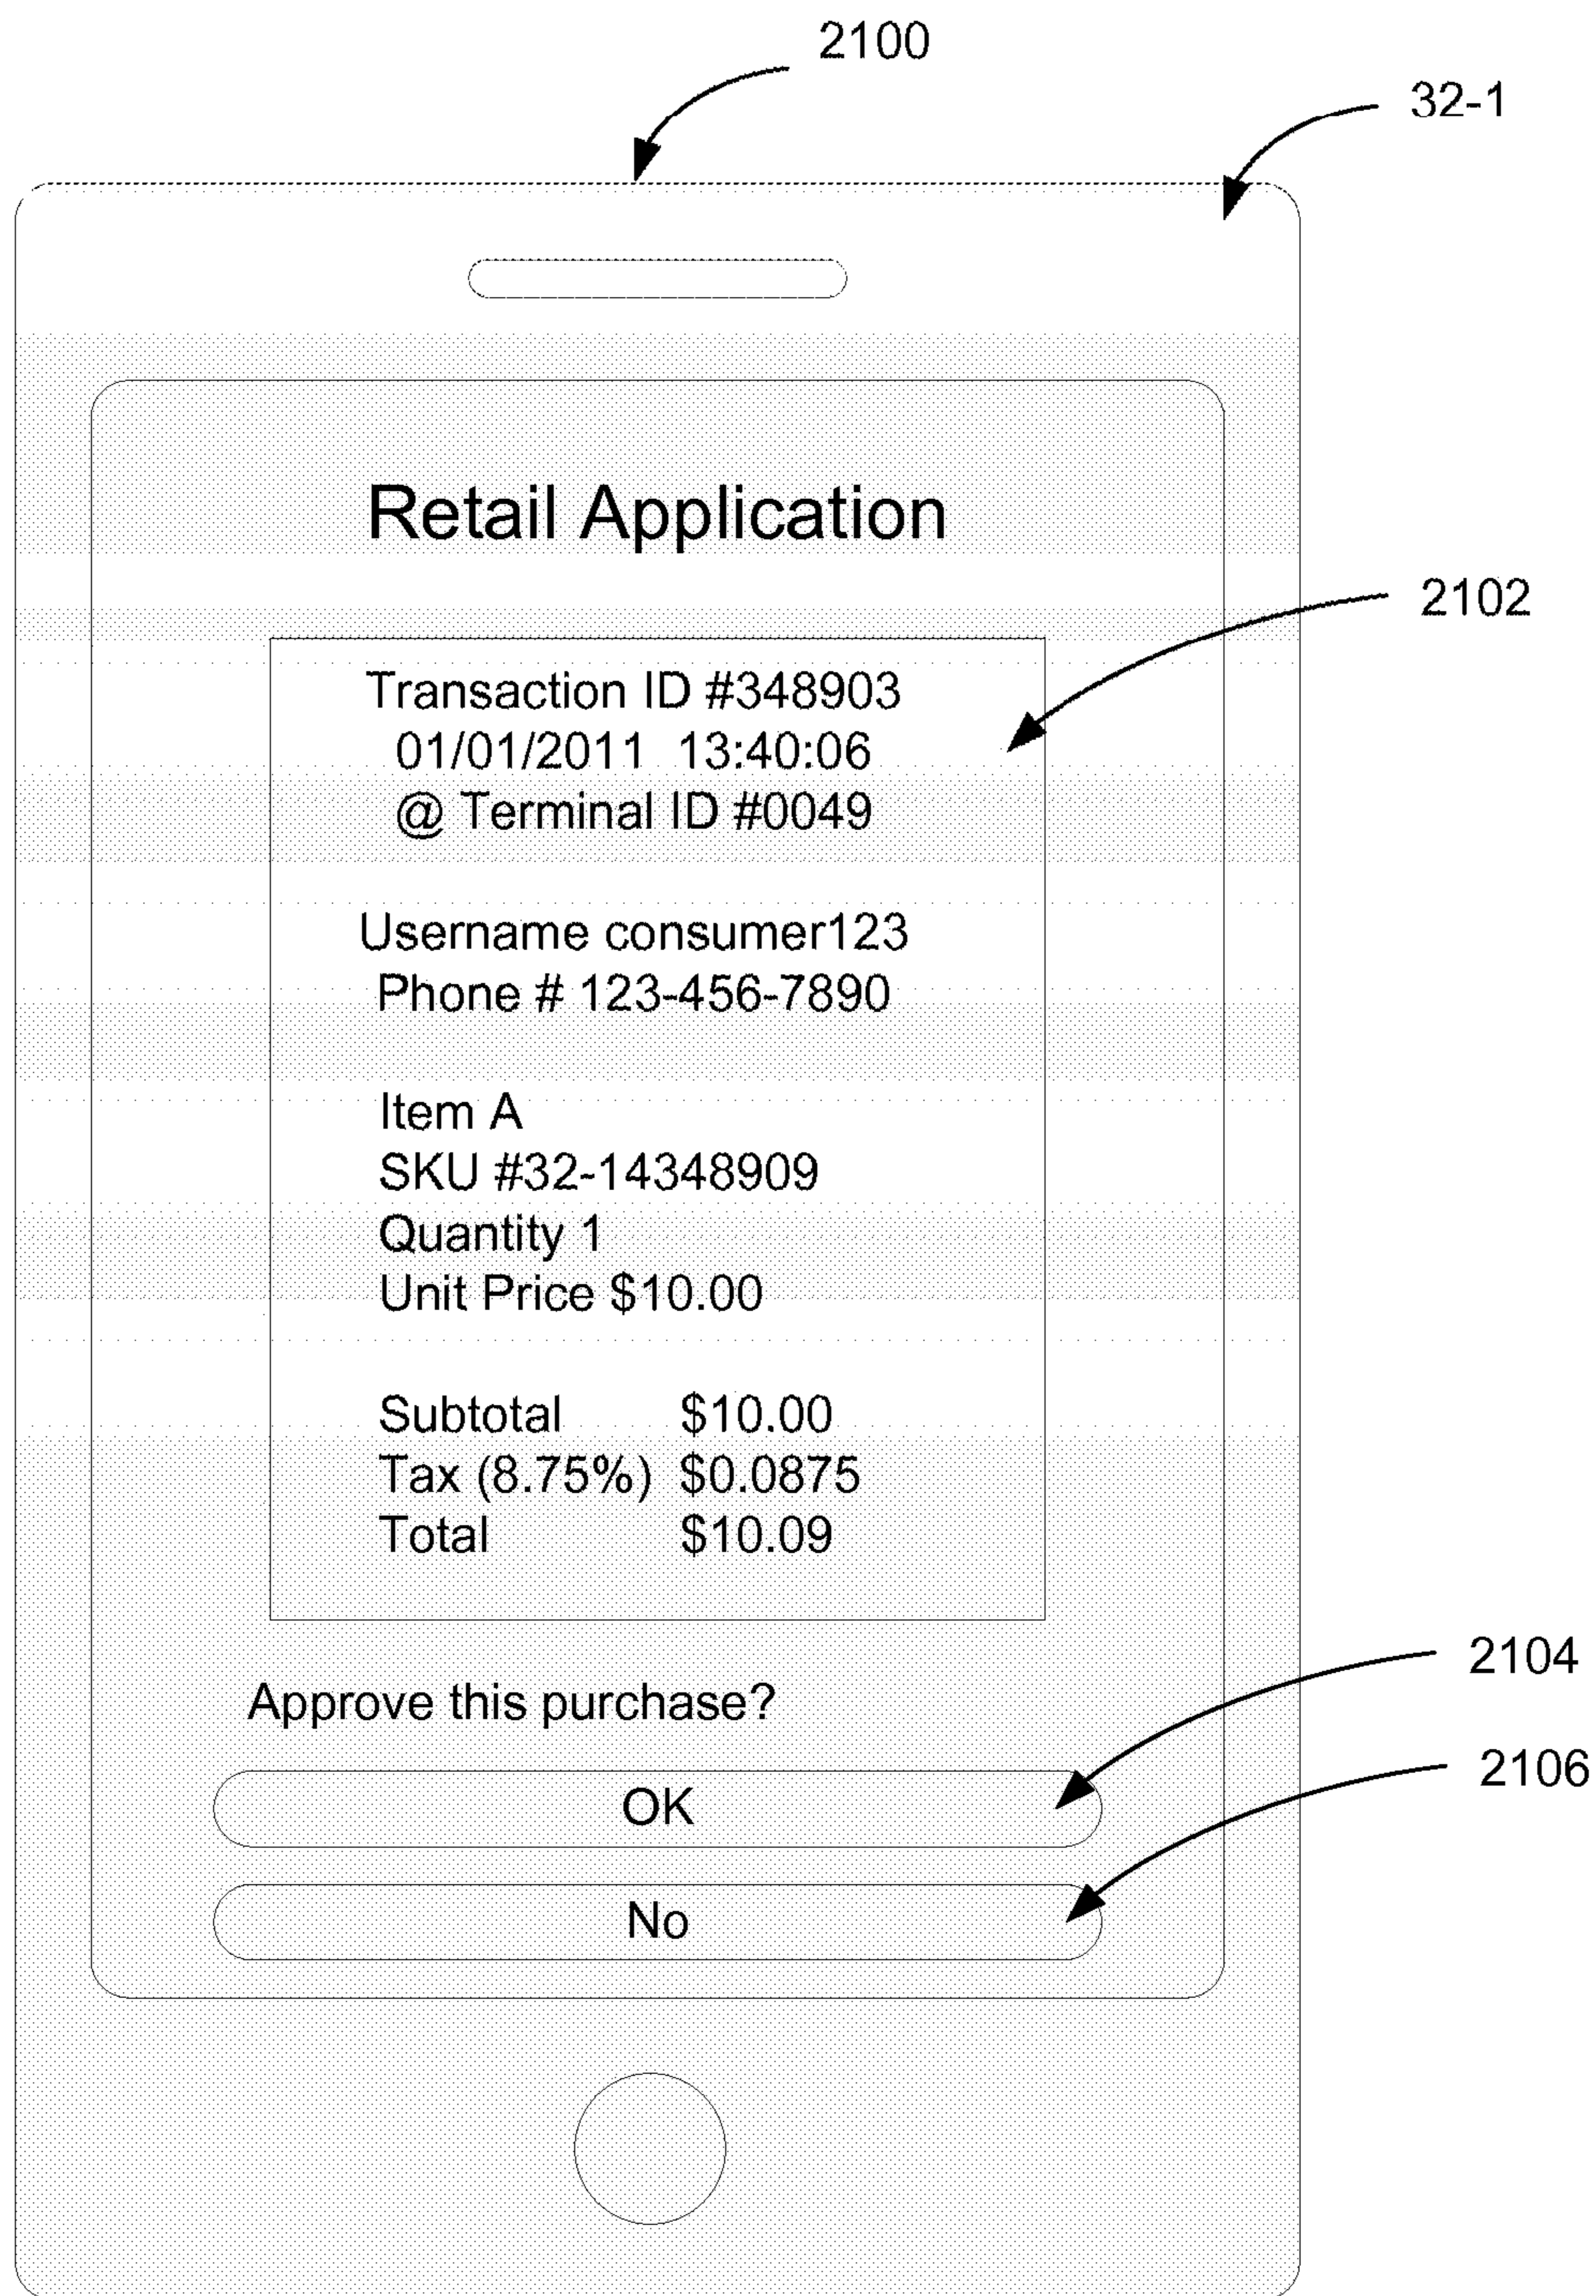 2100
32-1
Retail Application
2102
Transaction ID #348903
01/01/2011 13:40:06
@ Terminal ID #0049
Username consumer123
Phone # 123-456-7890
Item A
SKU #32-14348909
Quantity 1
Unit Price $10.00
Subtotal $10.00
Tax (8.75%) $0.0875
Total $10.09
Approve this purchase?
2104
OK
2106
No